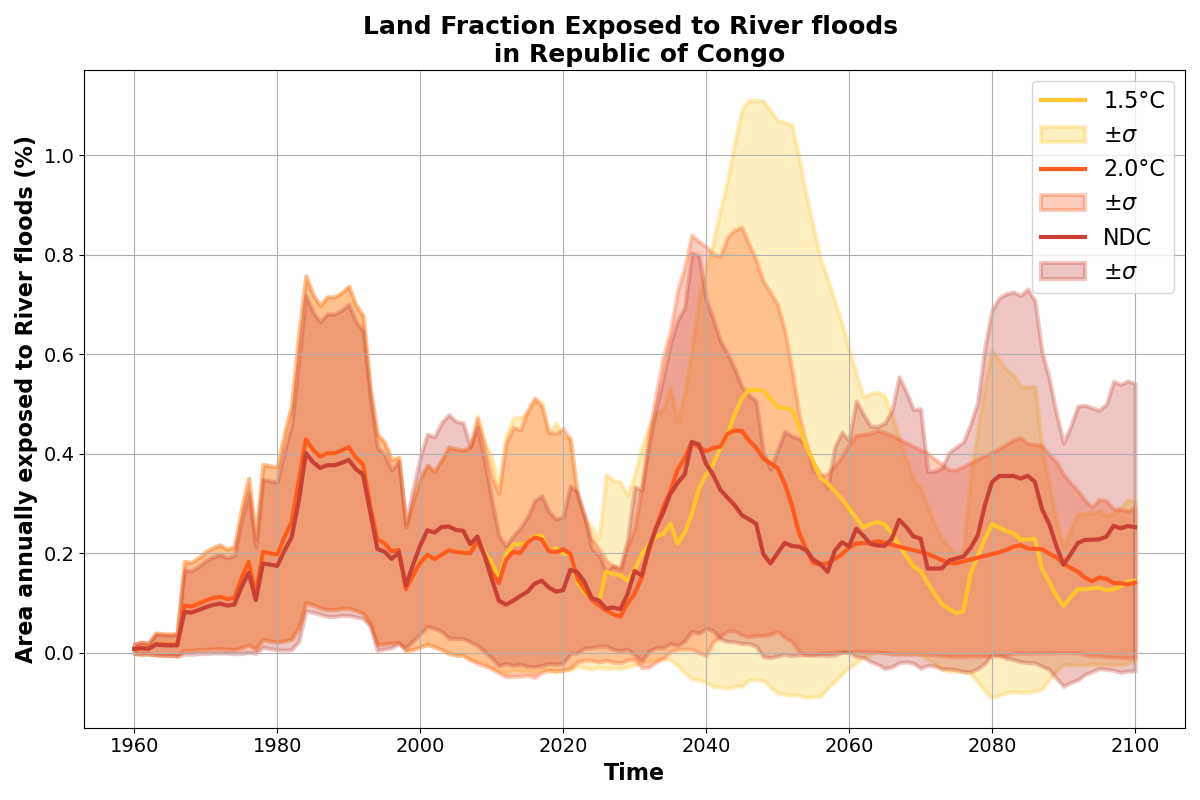 Land Fraction Exposed to River floods
in Republic of Congo
Area annually exposed to River floods (%)
1.0
0.8
0.6
0.4
0.2
0.0
1960 1980 2000 2020 2040 2060 2080 2100
Time
1.5°C
±σ
2.0°C
±σ
NDC
±σ